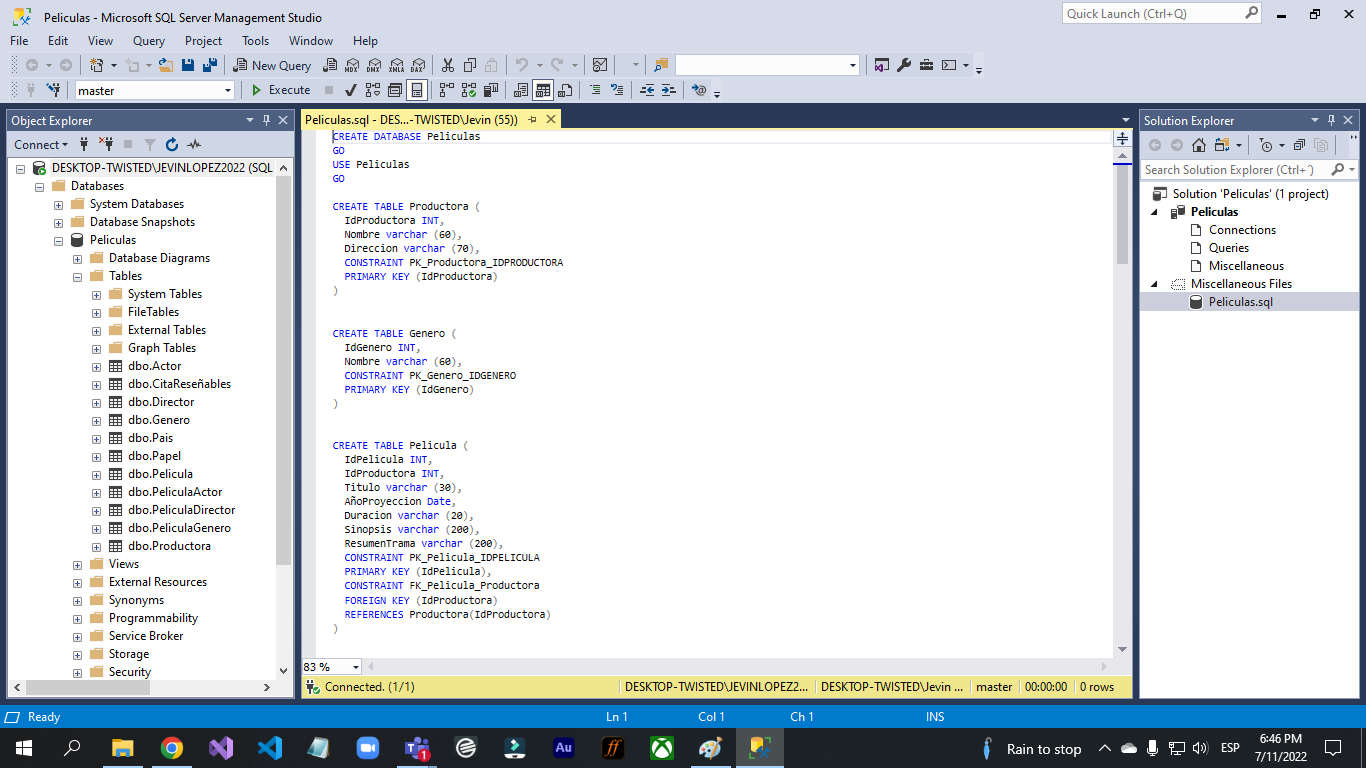 Peliculas - Microsoft SQL Server Management Studio
Quick Launch (Ctrl+Q)
File Edit View Query Project Tools Window Help
New Query
MDX DMX XMLA DAX
master
Execute
Object Explorer
Connect
DESKTOP-TWISTED\JEVINLOPEZ2022 (SQL
Databases
System Databases
Database Snapshots
Peliculas
Database Diagrams
Tables
System Tables
FileTables
External Tables
Graph Tables
dbo.Actor
dbo.CitaReseñables
dbo.Director
dbo.Genero
dbo.Pais
dbo.Papel
dbo.Pelicula
dbo.PeliculaActor
dbo.PeliculaDirector
dbo.PeliculaGenero
dbo.Productora
Views
External Resources
Synonyms
Programmability
Service Broker
Storage
Security
Peliculas.sql - DES...-TWISTED\Jevin (55))
CREATE DATABASE Peliculas
GO
USE Peliculas
GO
CREATE TABLE Productora (
IdProductora INT,
Nombre varchar (60),
Direccion varchar (70),
CONSTRAINT PK_Productora_IDPRODUCTORA
PRIMARY KEY (IdProductora)
)
CREATE TABLE Genero (
IdGenero INT,
Nombre varchar (60),
CONSTRAINT PK_Genero_IDGENERO
PRIMARY KEY (IdGenero)
)
CREATE TABLE Pelicula (
IdPelicula INT,
IdProductora INT,
Titulo varchar (30),
AñoProyeccion Date,
Duracion varchar (20),
Sinopsis varchar (200),
ResumenTrama varchar (200),
CONSTRAINT PK_Pelicula_IDPELICULA
PRIMARY KEY (IdPelicula),
CONSTRAINT FK_Pelicula_Productora
FOREIGN KEY (IdProductora)
REFERENCES Productora(IdProductora)
)
83 %
Connected. (1/1)
DESKTOP-TWISTED\JEVINLOPEZ2... DESKTOP-TWISTED\Jevin ... master 00:00:00 0 rows
Solution Explorer
Search Solution Explorer (Ctrl+¨)
Solution 'Peliculas' (1 project)
Peliculas
Connections
Queries
Miscellaneous
Miscellaneous Files
Peliculas.sql
Ready
Ln 1 Col 1 Ch 1 INS
1
Au
ff
Rain to stop
ESP
6:46 PM
7/11/2022